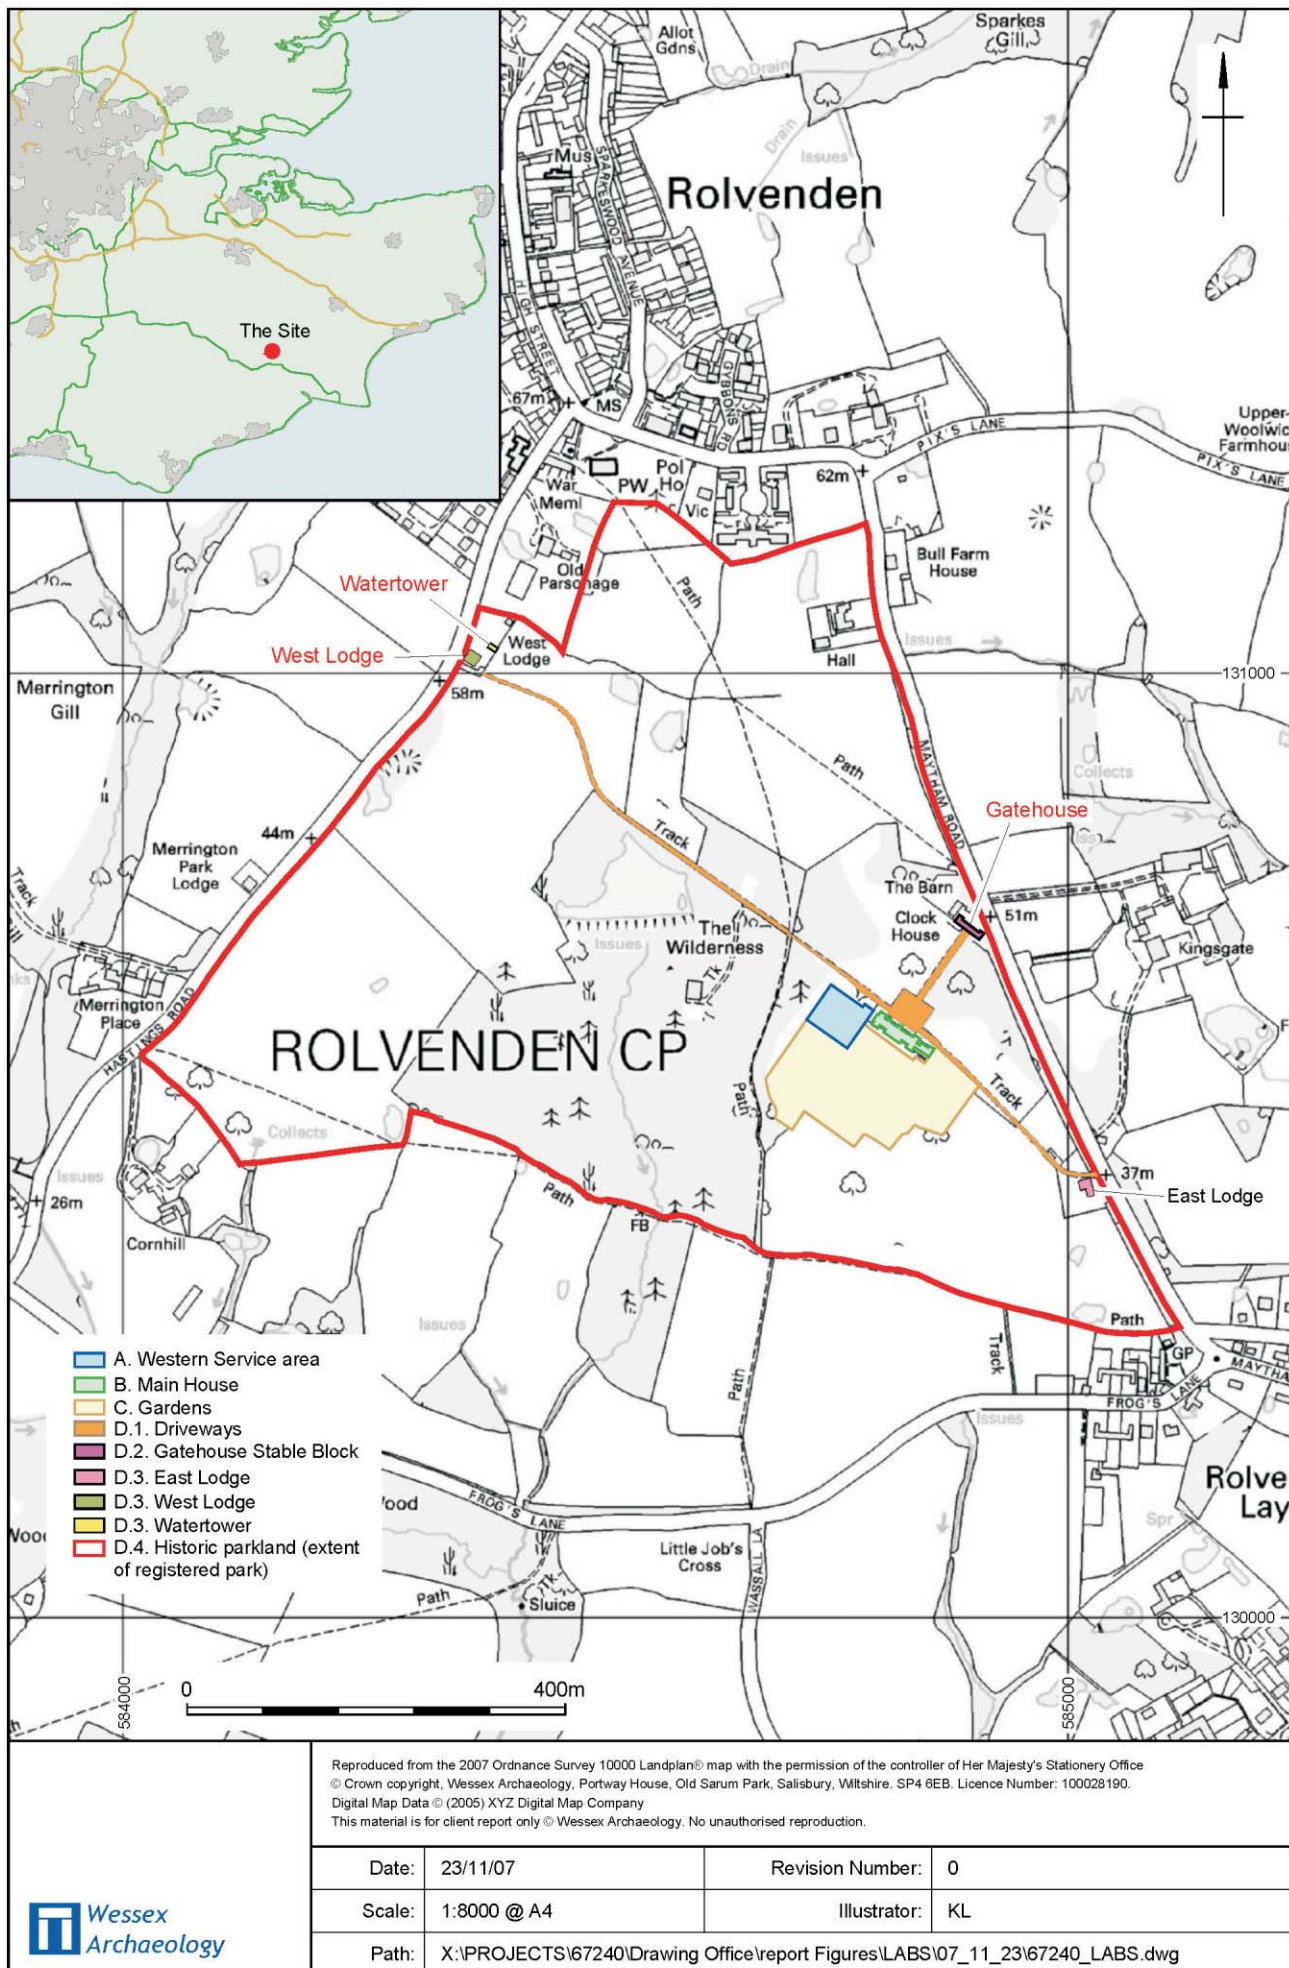 The Site
Allot
Gdns
Sparkes
Gill
Drain
Drain
Issues
Mus
SPARKESWOOD AVENUE
Rolvenden
HIGH STREET
GYBBONS RD
67m
MS
PIX'S LANE
PIX'S LANE
Upper
Woolwic
Farmhous
War
Meml
PW
Pol
Ho
Vic
62m
Bull Farm
House
Old
Parsonage
Watertower
Path
West Lodge
West
Lodge
Hall
Issues
131000
Merrington
Gill
58m
Path
MAYTHAM ROAD
Collects
Gatehouse
44m
Track
Iss
Merrington
Park
Lodge
Track
The Barn
Clock
House
51m
Kingsgate
The
Wilderness
Issues
Tk
Merrington
Place
HASTINGS ROAD
ROLVENDEN CP
Track
Path
Collects
37m
East Lodge
Issues
26m
Path
FB
Cornhill
Issues
Path
Track
Path
GP
MAYTHA
FROG'S LANE
Issues
A. Western Service area
B. Main House
C. Gardens
D.1. Driveways
D.2. Gatehouse Stable Block
D.3. East Lodge
D.3. West Lodge
D.3. Watertower
D.4. Historic parkland (extent
of registered park)
Rolve
Lay
ood
Woo
FROG'S LANE
Little Job's
Cross
WASSALL LA
Spr
Path
Tk
Sluice
130000
584000
585000
0
400m
Reproduced from the 2007 Ordnance Survey 10000 Landplan® map with the permission of the controller of Her Majesty's Stationery Office
© Crown copyright, Wessex Archaeology, Portway House, Old Sarum Park, Salisbury, Wiltshire. SP4 6EB. Licence Number: 100028190.
Digital Map Data © (2005) XYZ Digital Map Company
This material is for client report only © Wessex Archaeology. No unauthorised reproduction.
Date: 23/11/07 Revision Number: 0
Scale: 1:8000 @ A4 Illustrator: KL
Path: X:\PROJECTS\67240\Drawing Office\report Figures\LABS\07_11_23\67240_LABS.dwg
Wessex
Archaeology